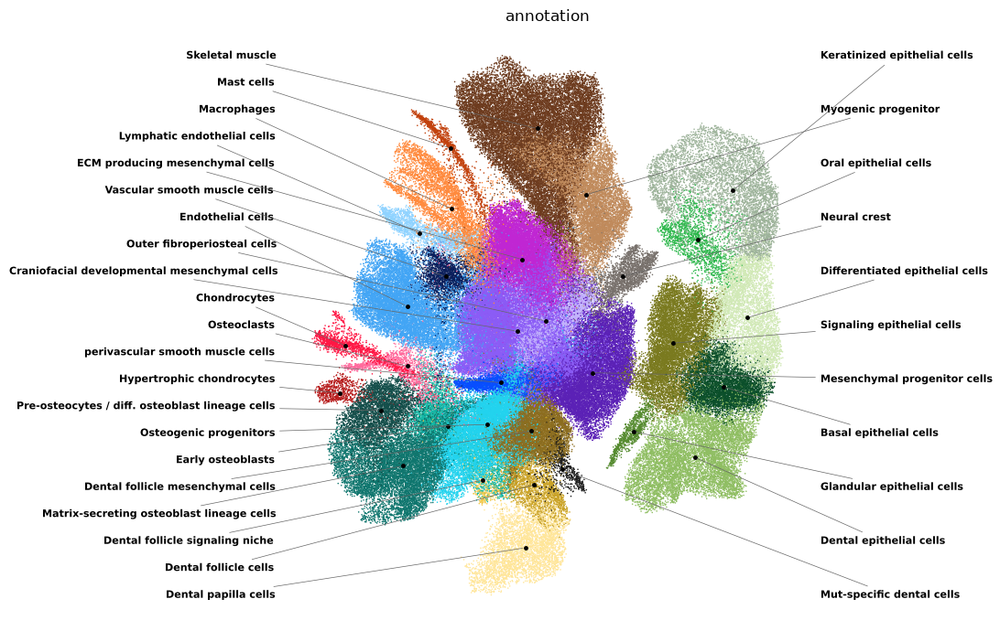 annotation
Skeletal muscle
Mast cells
Macrophages
Lymphatic endothelial cells
ECM producing mesenchymal cells
Vascular smooth muscle cells
Endothelial cells
Outer fibroperiosteal cells
Craniofacial developmental mesenchymal cells
Chondrocytes
Osteoclasts
perivascular smooth muscle cells
Hypertrophic chondrocytes
Pre-osteocytes / diff. osteoblast lineage cells
Osteogenic progenitors
Early osteoblasts
Dental follicle mesenchymal cells
Matrix-secreting osteoblast lineage cells
Dental follicle signaling niche
Dental follicle cells
Dental papilla cells
Keratinized epithelial cells
Myogenic progenitor
Oral epithelial cells
Neural crest
Differentiated epithelial cells
Signaling epithelial cells
Mesenchymal progenitor cells
Basal epithelial cells
Glandular epithelial cells
Dental epithelial cells
Mut-specific dental cells